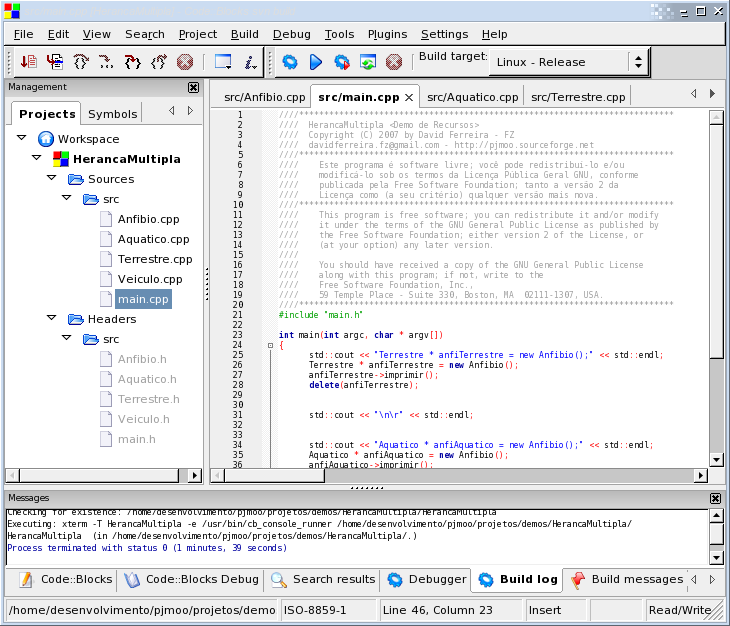 File Edit View Search Project Build Debug Tools Plugins Settings Help
Build target: Linux - Release
Management
Projects Symbols
Workspace
HerancaMultipla
Sources
src
Anfibio.cpp
Aquatico.cpp
Terrestre.cpp
Veiculo.cpp
main.cpp
Headers
src
Anfibio.h
Aquatico.h
Terrestre.h
Veiculo.h
main.h
src/Anfibio.cpp src/main.cpp src/Aquatico.cpp src/Terrestre.cpp
1 ////***************************************************************************
2 //// HerancaMultipla <Demo de Recursos>
3 //// Copyright (C) 2007 by David Ferreira - FZ
4 //// davidferreira.fz@gmail.com - http://pjmoo.sourceforge.net
5 ////***************************************************************************
6 //// Este programa é software livre; você pode redistribuí-lo e/ou
7 //// modificá-lo sob os termos da Licença Pública Geral GNU, conforme
8 //// publicada pela Free Software Foundation; tanto a versão 2 da
9 //// Licença como (a seu critério) qualquer versão mais nova.
10 ////***************************************************************************
11 //// This program is free software; you can redistribute it and/or modify
12 //// it under the terms of the GNU General Public License as published by
13 //// the Free Software Foundation; either version 2 of the License, or
14 //// (at your option) any later version.
15 ////
16 //// You should have received a copy of the GNU General Public License
17 //// along with this program; if not, write to the
18 //// Free Software Foundation, Inc.,
19 //// 59 Temple Place - Suite 330, Boston, MA 02111-1307, USA.
20 ////***************************************************************************
21 #include "main.h"
22
23 int main(int argc, char * argv[])
24 {
25 std::cout << "Terrestre * anfiTerrestre = new Anfibio();" << std::endl;
26 Terrestre * anfiTerrestre = new Anfibio();
27 anfiTerrestre->imprimir();
28 delete(anfiTerrestre);
29
30
31 std::cout << "\n\r" << std::endl;
32
33
34 std::cout << "Aquatico * anfiAquatico = new Anfibio();" << std::endl;
35 Aquatico * anfiAquatico = new Anfibio();
36 anfiAquatico->imprimir();
Messages
Checking for existence: /home/desenvolvimento/pjmoo/projetos/demos/HerancaMultipla/HerancaMultipla
Executing: xterm -T HerancaMultipla -e /usr/bin/cb_console_runner /home/desenvolvimento/pjmoo/projetos/demos/HerancaMultipla/
HerancaMultipla (in /home/desenvolvimento/pjmoo/projetos/demos/HerancaMultipla/.)
Process terminated with status 0 (1 minutes, 39 seconds)
Code::Blocks Code::Blocks Debug Search results Debugger Build log Build messages
/home/desenvolvimento/pjmoo/projetos/demo ISO-8859-1 Line 46, Column 23 Insert Read/Write